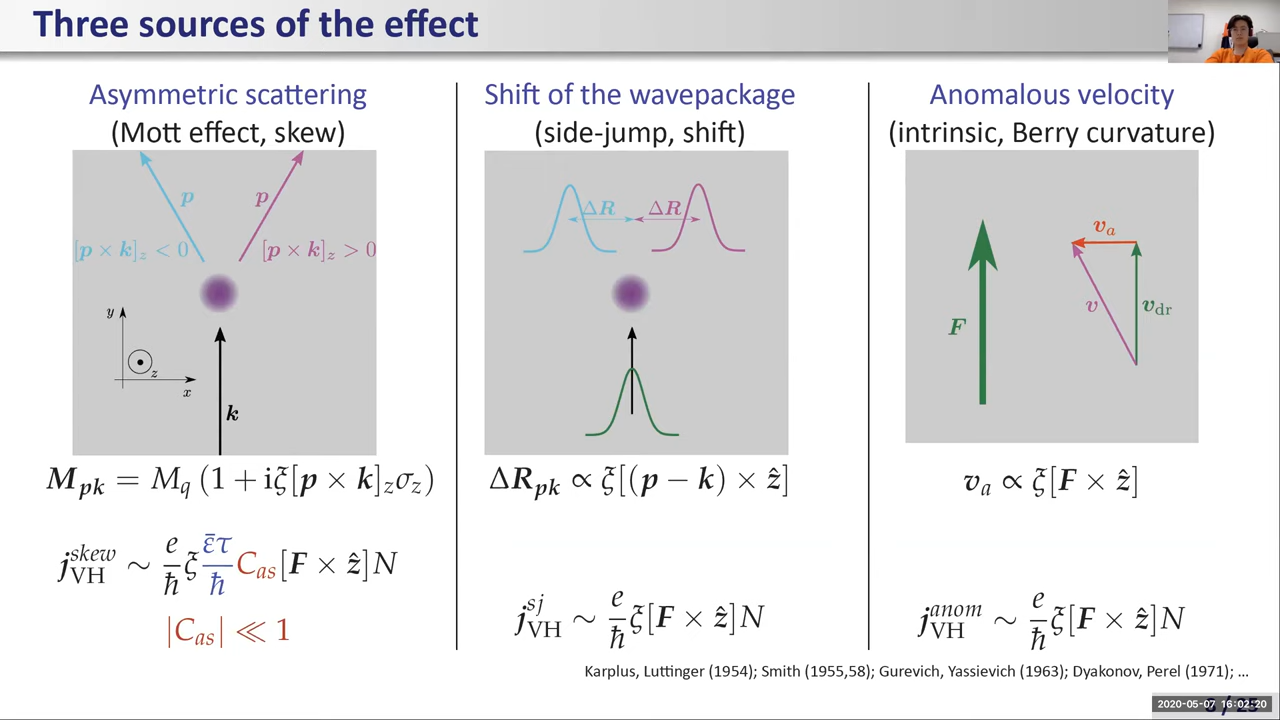 Three sources of the effect
Asymmetric scattering
(Mott effect, skew)
p
p
[p × k]z < 0
[p × k]z > 0
y
z
x
k
M_pk = M_q (1 + iξ[p × k]_z σ_z)
j_VH^skew ∼ e/ħ ξ ε̄τ/ħ C_as [F × ẑ]N
|C_as| ≪ 1
Shift of the wavepackage
(side-jump, shift)
ΔR
ΔR
ΔR_pk ∝ ξ[(p − k) × ẑ]
j_VH^sj ∼ e/ħ ξ[F × ẑ]N
Anomalous velocity
(intrinsic, Berry curvature)
v_a
F
v
v_dr
v_a ∝ ξ[F × ẑ]
j_VH^anom ∼ e/ħ ξ[F × ẑ]N
Karplus, Luttinger (1954); Smith (1955,58); Gurevich, Yassievich (1963); Dyakonov, Perel (1971); ...
2020-05-07 16:02:20